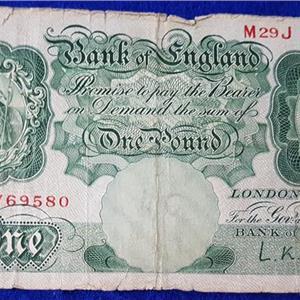 M29J
Bank of England
Promise to pay the Bearer
on Demand the sum of
One Pound
69580
LONDON
For the Gov
BANK OF
L.K